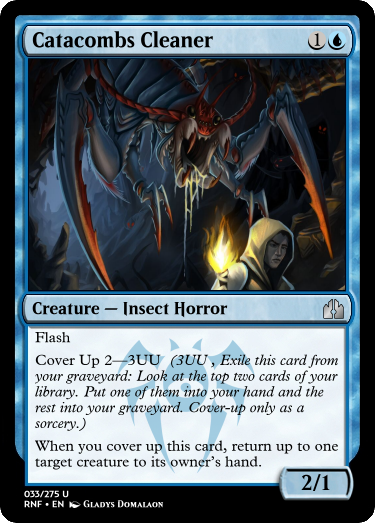 Catacombs Cleaner 1
Creature — Insect Horror
Flash
Cover Up 2—3UU (3UU , Exile this card from
your graveyard: Look at the top two cards of your
library. Put one of them into your hand and the
rest into your graveyard. Cover-up only as a
sorcery.)
When you cover up this card, return up to one
target creature to its owner's hand.
2/1
033/275 U
RNF • EN Gladys Domalaon